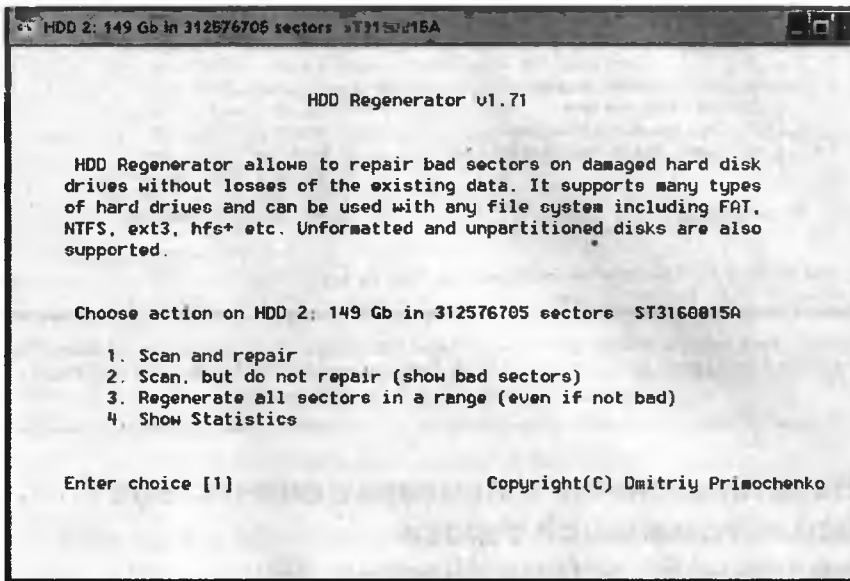 HDD 2: 149 Gb in 312576705 sectors
HDD Regenerator v1.71
HDD Regenerator allows to repair bad sectors on damaged hard disk
drives without losses of the existing data. It supports many types
of hard drives and can be used with any file system including FAT,
NTFS, ext3, hfs+ etc. Unformatted and unpartitioned disks are also
supported.
Choose action on HDD 2: 149 Gb in 312576705 sectors ST3160815A
1. Scan and repair
2. Scan, but do not repair (show bad sectors)
3. Regenerate all sectors in a range (even if not bad)
4. Show Statistics
Enter choice [1]
Copyright(C) Dmitriy Primochenko